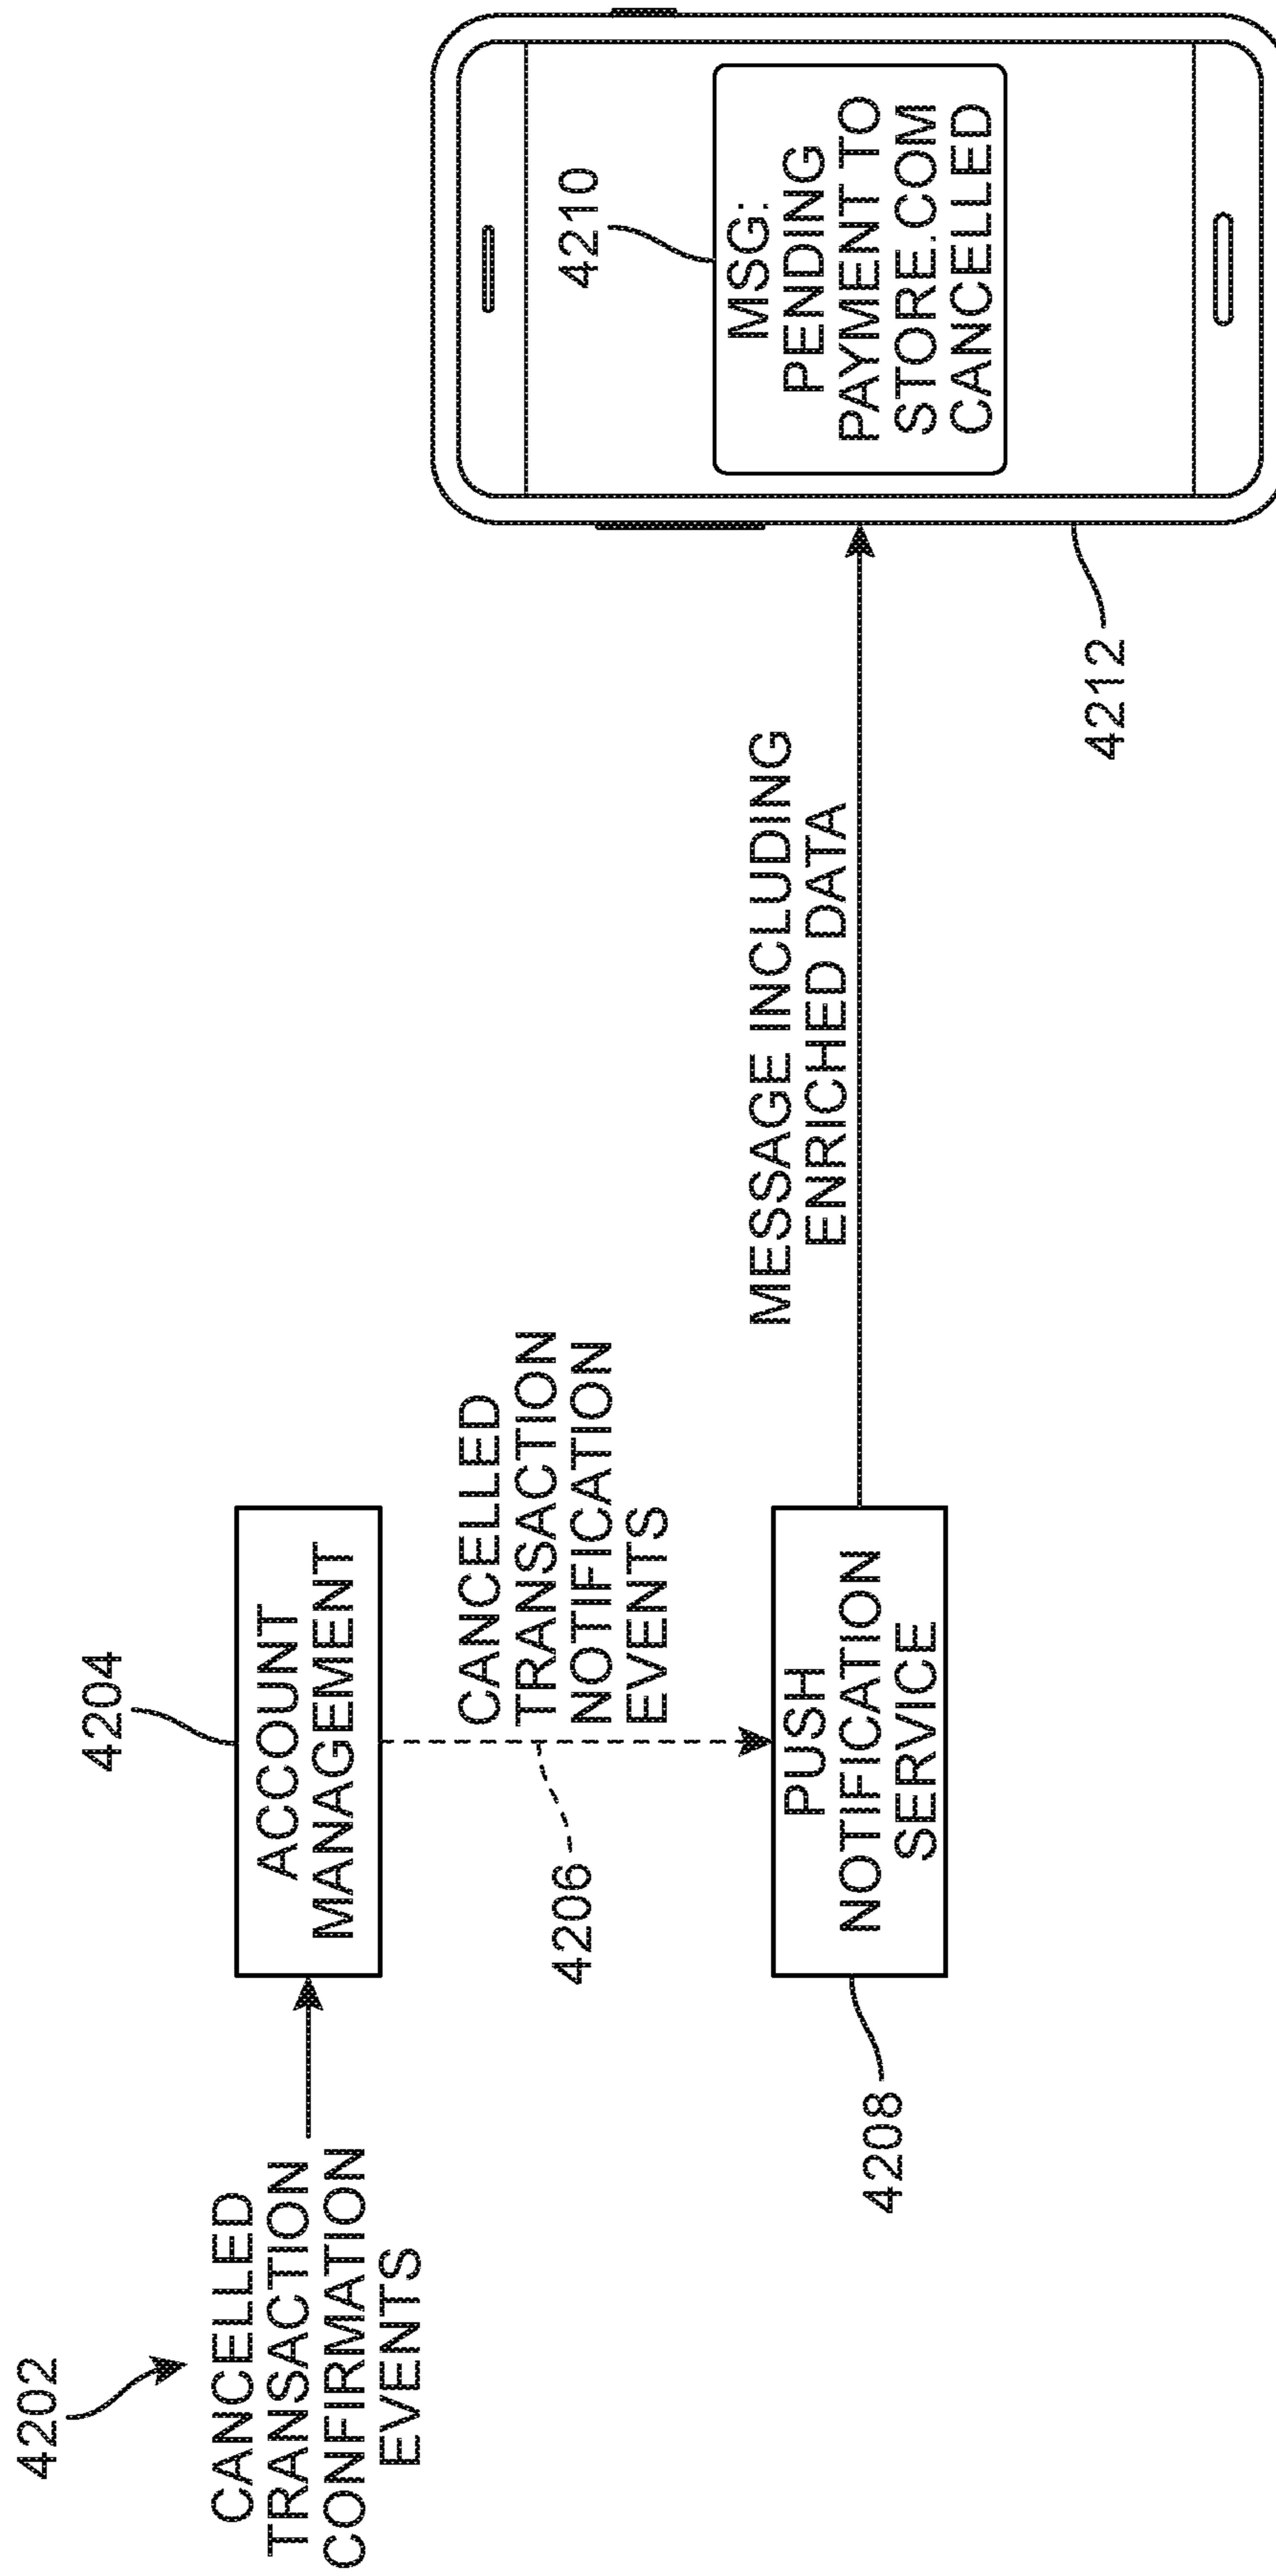 4202
CANCELLED
TRANSACTION
CONFIRMATION
EVENTS
4204
ACCOUNT
MANAGEMENT
4206
CANCELLED
TRANSACTION
NOTIFICATION
EVENTS
4208
PUSH
NOTIFICATION
SERVICE
MESSAGE INCLUDING
ENRICHED DATA
4210
MSG:
PENDING
PAYMENT TO
STORE.COM
CANCELLED
4212